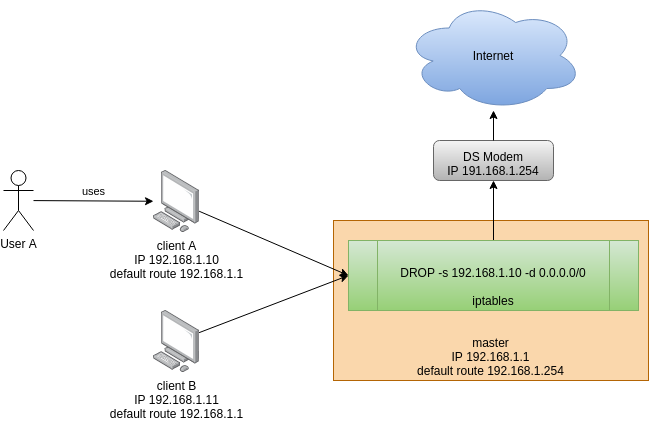 Internet
DS Modem
IP 191.168.1.254
uses
User A
client A
IP 192.168.1.10
default route 192.168.1.1
DROP -s 192.168.1.10 -d 0.0.0.0/0
iptables
master
IP 192.168.1.1
default route 192.168.1.254
client B
IP 192.168.1.11
default route 192.168.1.1